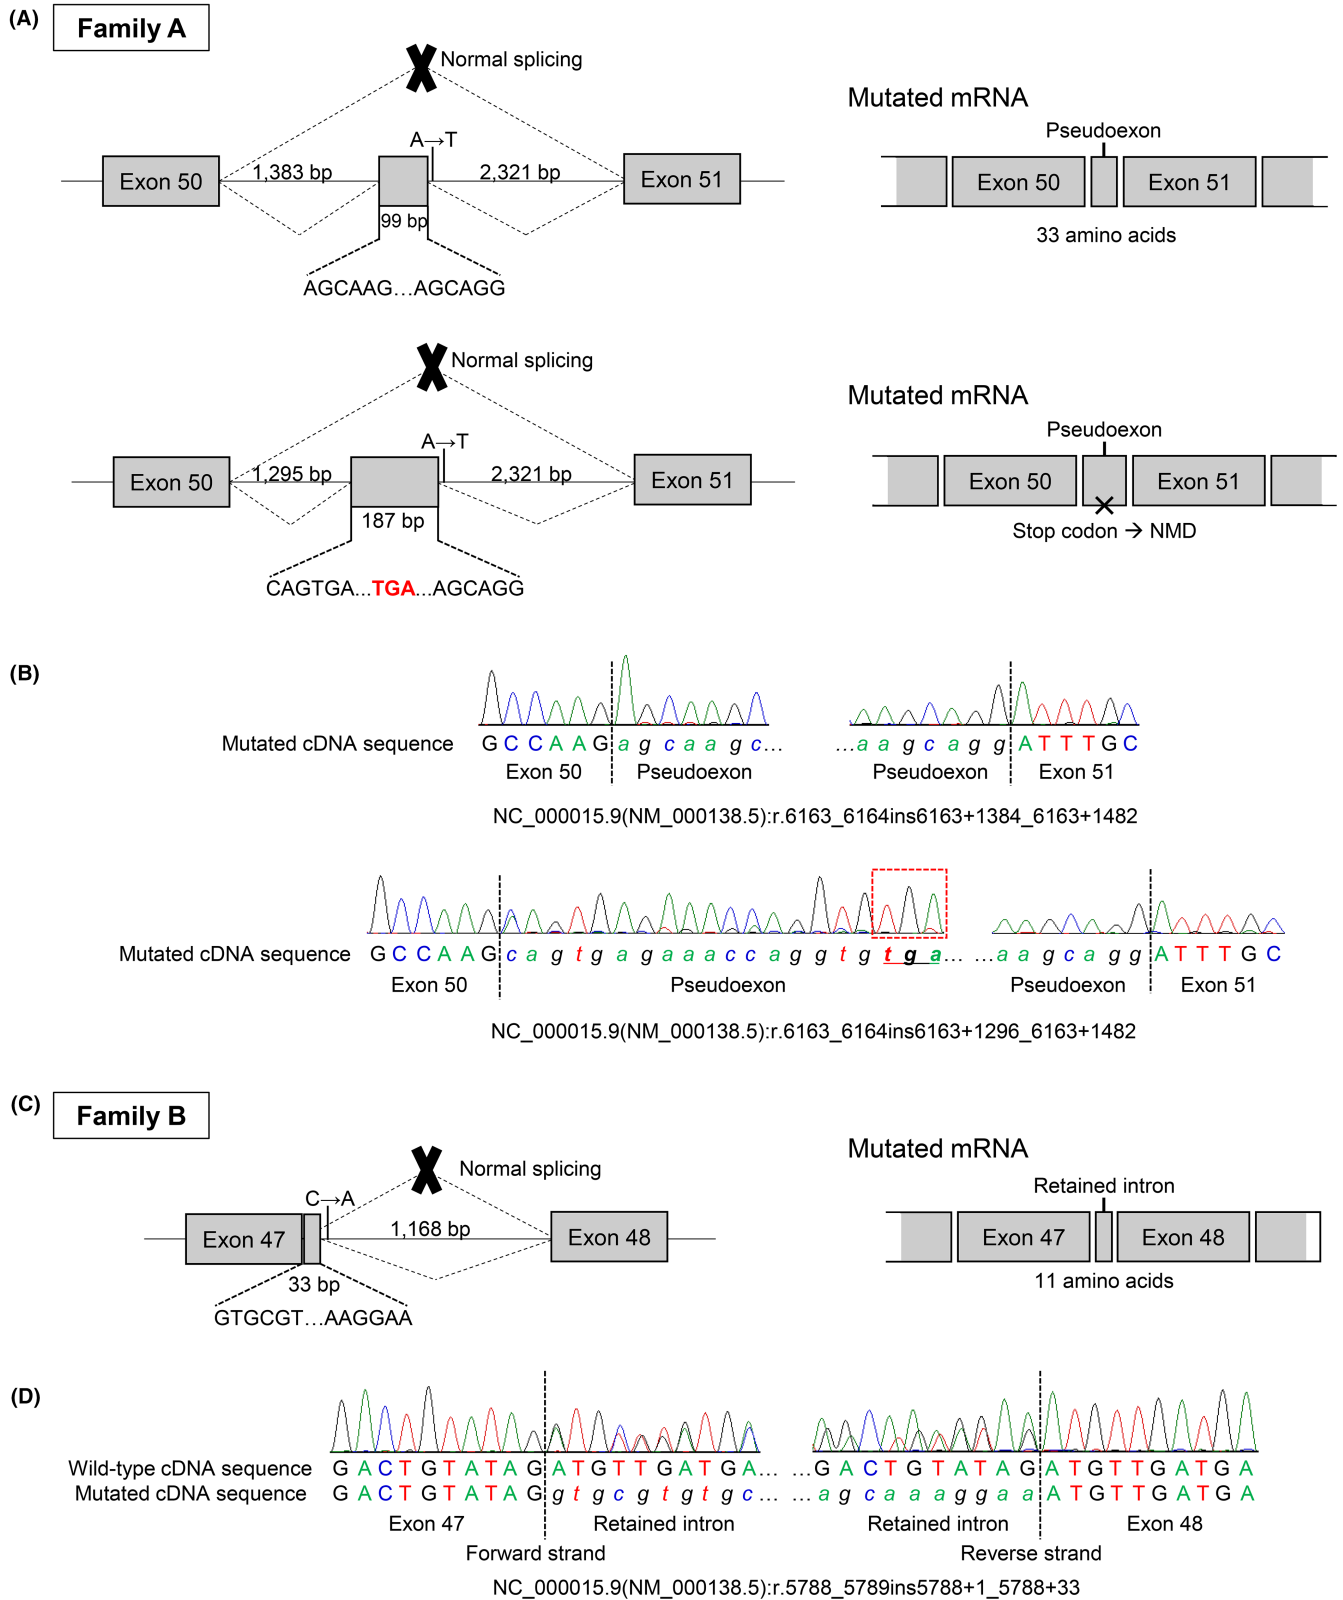 (A)
Family A
Normal splicing
A→T
Exon 50
1,383 bp
2,321 bp
Exon 51
99 bp
AGCAAG…AGCAGG
Mutated mRNA
Pseudoexon
Exon 50
Exon 51
33 amino acids
Normal splicing
A→T
Exon 50
1,295 bp
2,321 bp
Exon 51
187 bp
CAGTGA...TGA...AGCAGG
Mutated mRNA
Pseudoexon
Exon 50
Exon 51
Stop codon → NMD
(B)
Mutated cDNA sequence G C C A A G a g c a a g c… …a a g c a g g A T T T G C
Exon 50 Pseudoexon Pseudoexon Exon 51
NC_000015.9(NM_000138.5):r.6163_6164ins6163+1384_6163+1482
Mutated cDNA sequence G C C A A G c a g t g a g a a a c c a g g t g t g a… …a a g c a g g A T T T G C
Exon 50 Pseudoexon Pseudoexon Exon 51
NC_000015.9(NM_000138.5):r.6163_6164ins6163+1296_6163+1482
(C)
Family B
Normal splicing
C→A
Exon 47
1,168 bp
Exon 48
33 bp
GTGCGT…AAGGAA
Mutated mRNA
Retained intron
Exon 47
Exon 48
11 amino acids
(D)
Wild-type cDNA sequence G A C T G T A T A G A T G T T G A T G A… …G A C T G T A T A G A T G T T G A T G A
Mutated cDNA sequence G A C T G T A T A G g t g c g t g t g c… …a g c a a a g g a a A T G T T G A T G A
Exon 47 Retained intron Retained intron Exon 48
Forward strand Reverse strand
NC_000015.9(NM_000138.5):r.5788_5789ins5788+1_5788+33